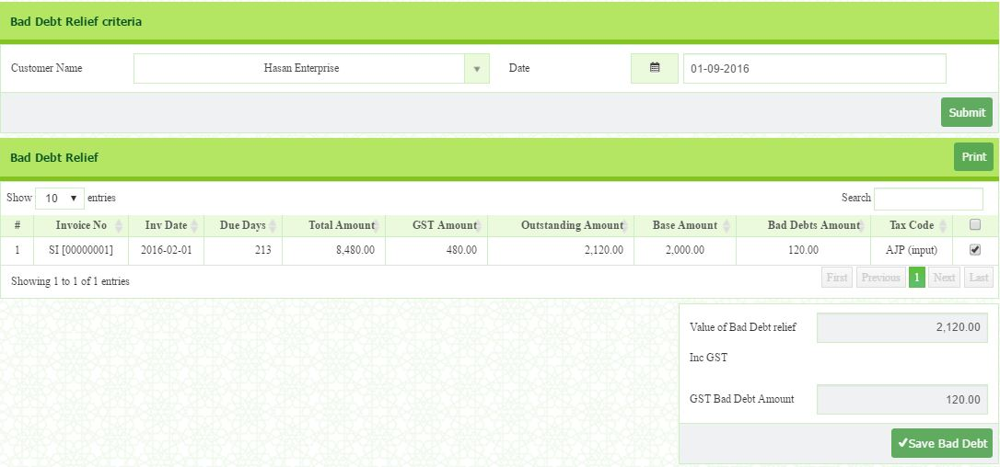 Bad Debt Relief criteria
Customer Name Hasan Enterprise Date 01-09-2016
Submit
Bad Debt Relief Print
Show 10 entries Search
# Invoice No Inv Date Due Days Total Amount GST Amount Outstanding Amount Base Amount Bad Debts Amount Tax Code
1 SI [00000001] 2016-02-01 213 8,480.00 480.00 2,120.00 2,000.00 120.00 AJP (input)
Showing 1 to 1 of 1 entries First Previous 1 Next Last
Value of Bad Debt relief 2,120.00
Inc GST
GST Bad Debt Amount 120.00
Save Bad Debt